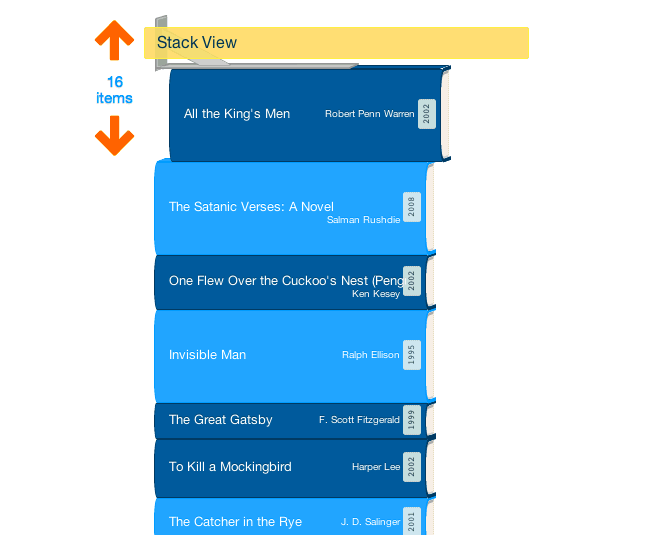 Stack View
16
items
All the King's Men
Robert Penn Warren
2002
The Satanic Verses: A Novel
Salman Rushdie
2008
One Flew Over the Cuckoo's Nest (Peng
Ken Kesey
2002
Invisible Man
Ralph Ellison
1995
The Great Gatsby
F. Scott Fitzgerald
1999
To Kill a Mockingbird
Harper Lee
2002
The Catcher in the Rye
J. D. Salinger
2001